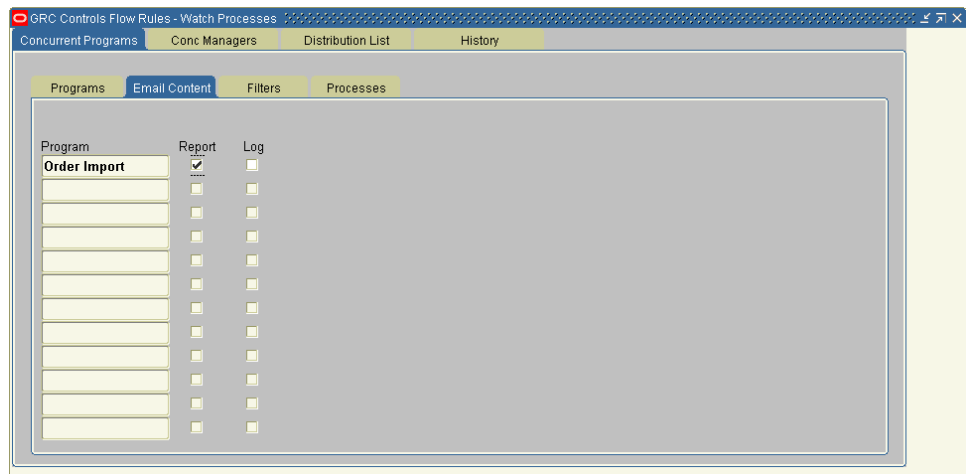 GRC Controls Flow Rules - Watch Processes
Concurrent Programs Conc Managers Distribution List History
Programs Email Content Filters Processes
Program Report Log
Order Import